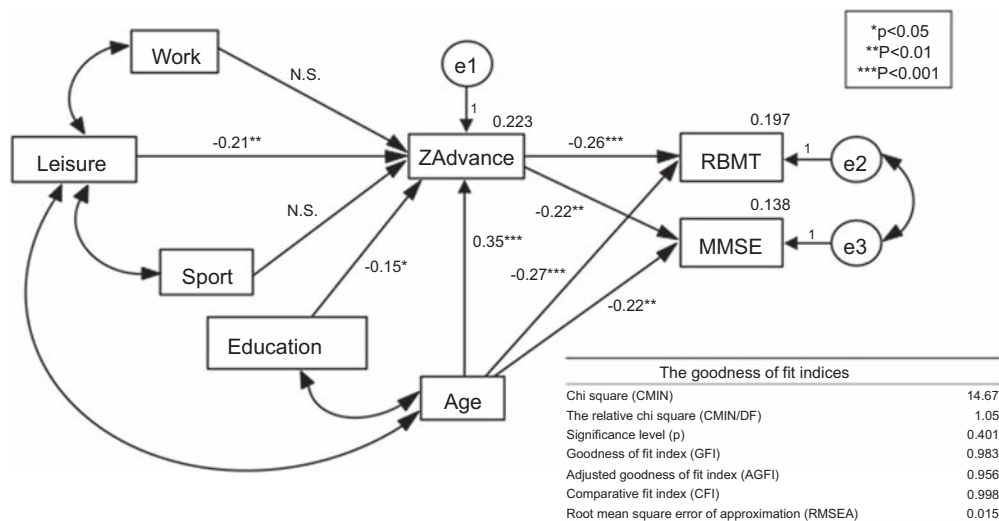 *p<0.05
**P<0.01
***P<0.001
Work
N.S.
e1
1
0.223
ZAdvance
Leisure
-0.21**
-0.26***
0.197
RBMT
1
e2
N.S.
-0.22**
0.138
MMSE
1
e3
Sport
-0.15*
0.35***
-0.27***
-0.22**
Education
Age
The goodness of fit indices
Chi square (CMIN) 14.67
The relative chi square (CMIN/DF) 1.05
Significance level (p) 0.401
Goodness of fit index (GFI) 0.983
Adjusted goodness of fit index (AGFI) 0.956
Comparative fit index (CFI) 0.998
Root mean square error of approximation (RMSEA) 0.015